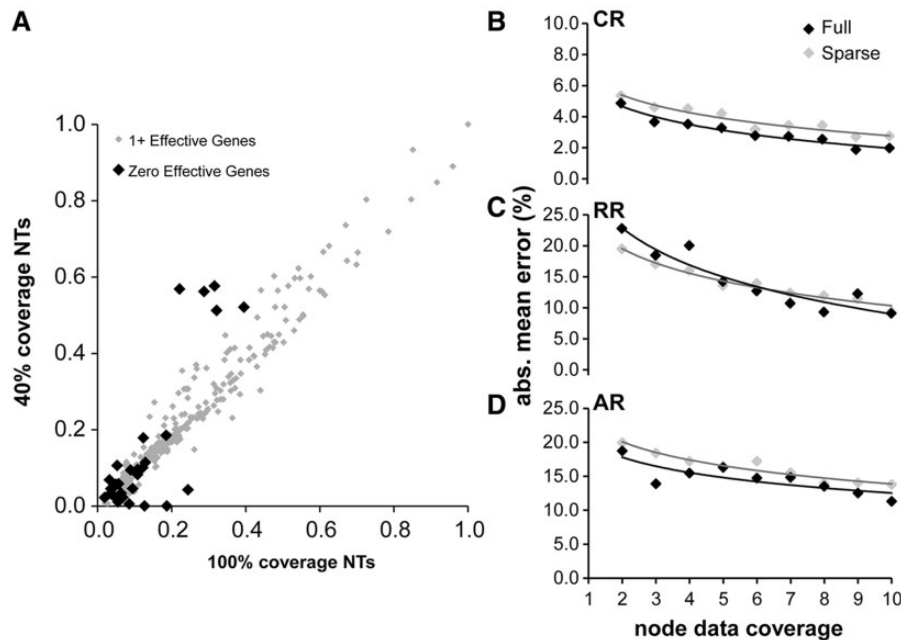 A
1+ Effective Genes
Zero Effective Genes
40% coverage NTs
1.0
0.8
0.6
0.4
0.2
0.0
0.0 0.2 0.4 0.6 0.8 1.0
100% coverage NTs
B CR
Full
Sparse
10.0
8.0
6.0
4.0
2.0
0.0
C RR
abs. mean error (%)
25.0
20.0
15.0
10.0
5.0
0.0
D AR
25.0
20.0
15.0
10.0
5.0
0.0
1 2 3 4 5 6 7 8 9 10
node data coverage